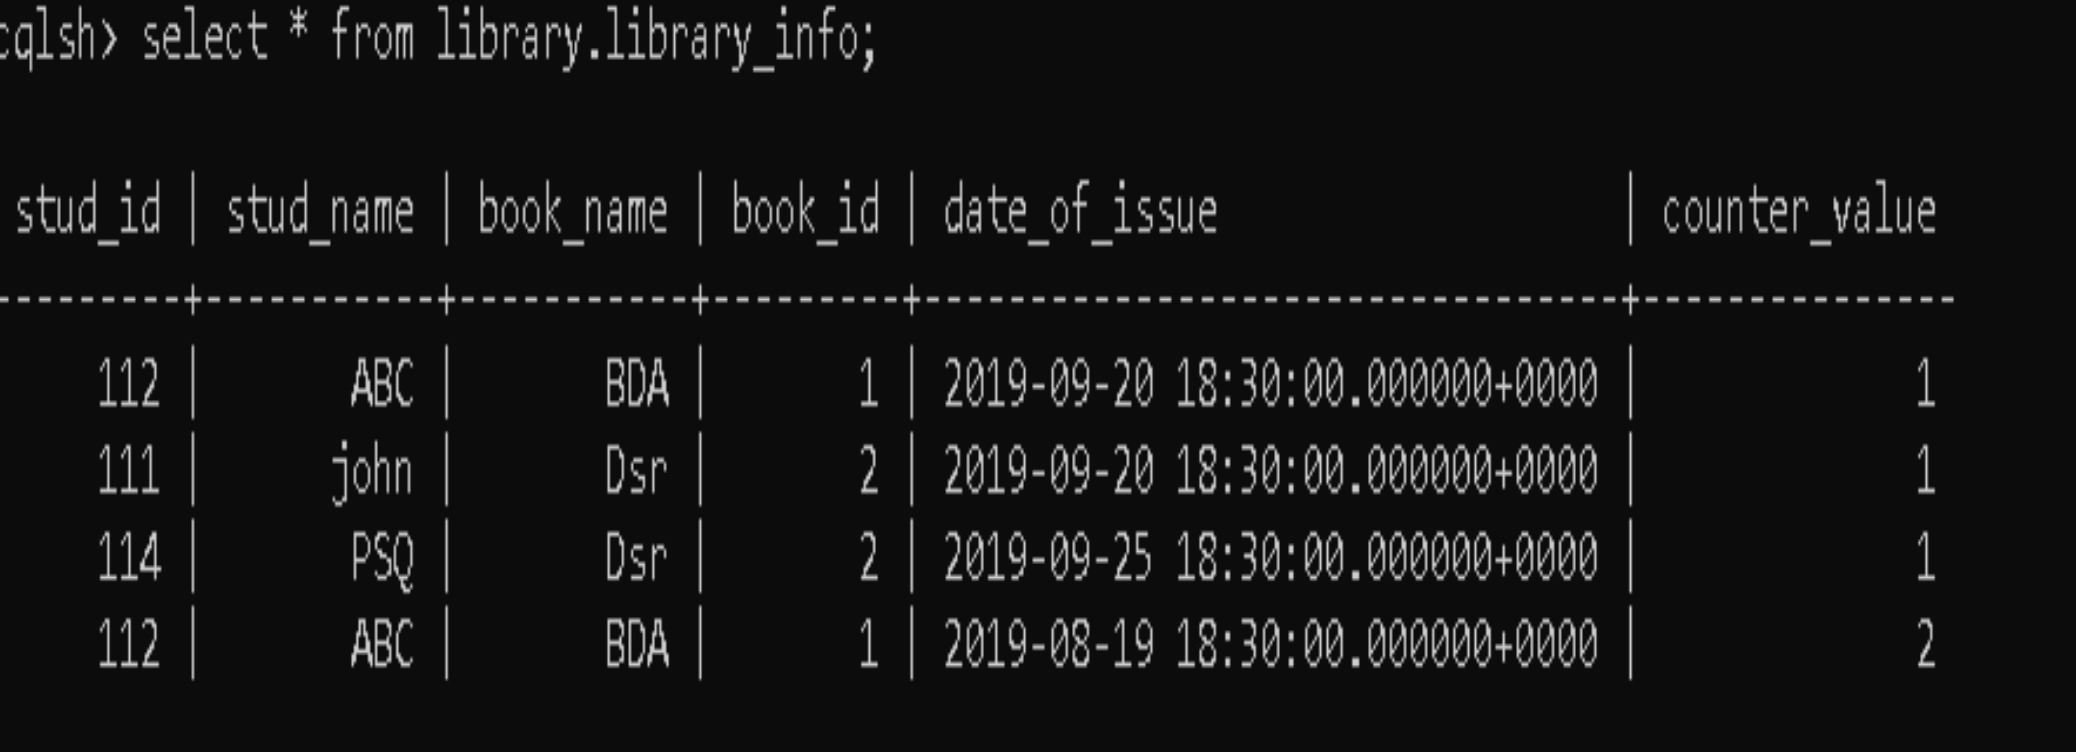 cqlsh> select * from library.library_info;
stud_id | stud_name | book_name | book_id | date_of_issue | counter_value
---------+-----------+-----------+---------+---------------------------------+---------------
112 | ABC | BDA | 1 | 2019-09-20 18:30:00.000000+0000 | 1
111 | john | Dsr | 2 | 2019-09-20 18:30:00.000000+0000 | 1
114 | PSQ | Dsr | 2 | 2019-09-25 18:30:00.000000+0000 | 1
112 | ABC | BDA | 1 | 2019-08-19 18:30:00.000000+0000 | 2